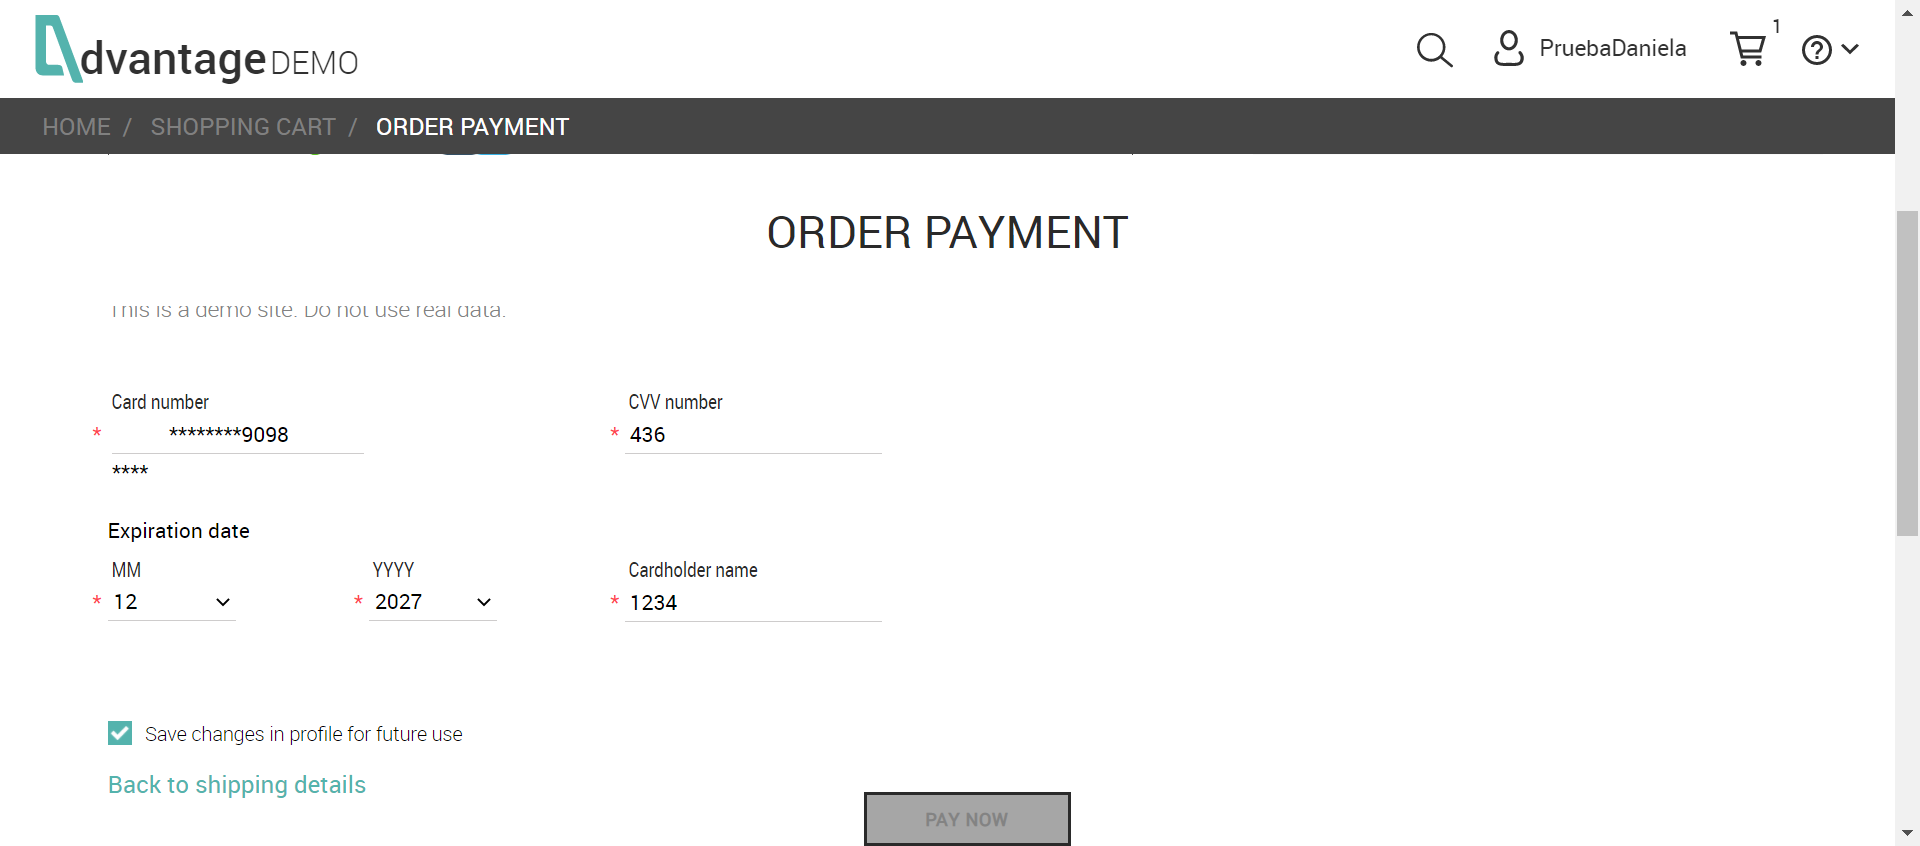 dvantage DEMO
PruebaDaniela
1
HOME / SHOPPING CART / ORDER PAYMENT
ORDER PAYMENT
This is a demo site. Do not use real data.
Card number
CVV number
* ********9098
* 436
****
Expiration date
MM
YYYY
Cardholder name
* 12
* 2027
* 1234
Save changes in profile for future use
Back to shipping details
PAY NOW